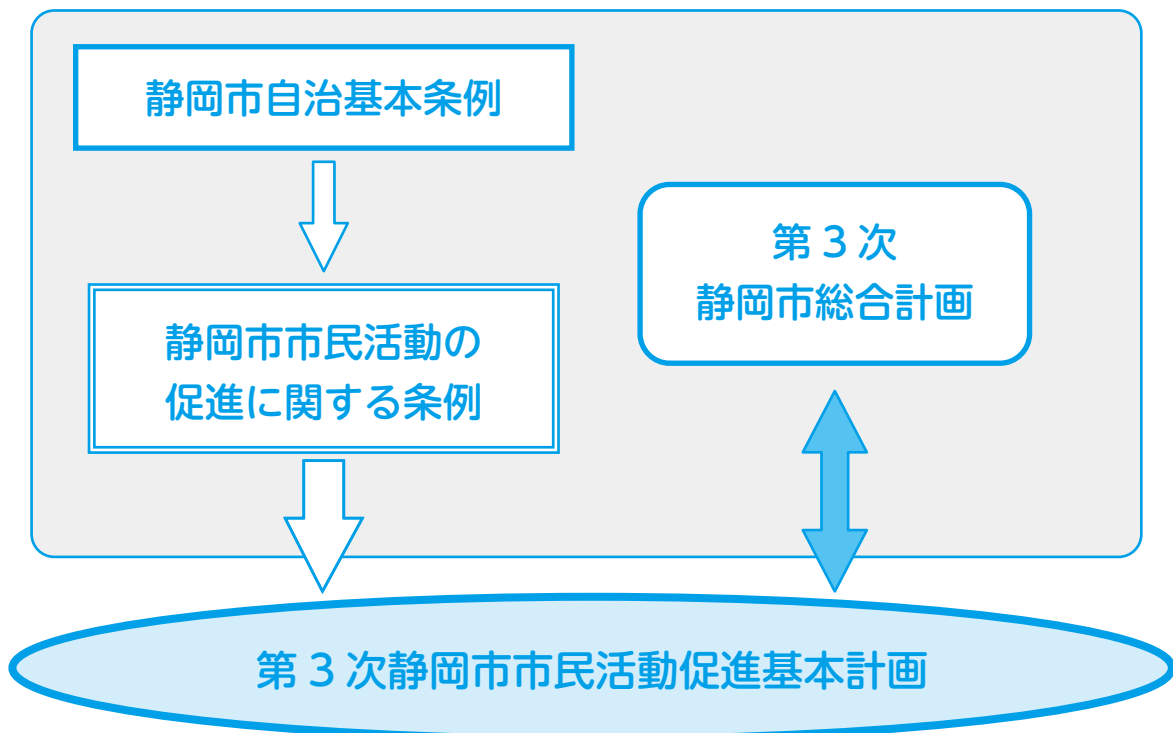 静岡市自治基本条例
静岡市市民活動の
促進に関する条例
第３次
静岡市総合計画
第３次静岡市市民活動促進基本計画